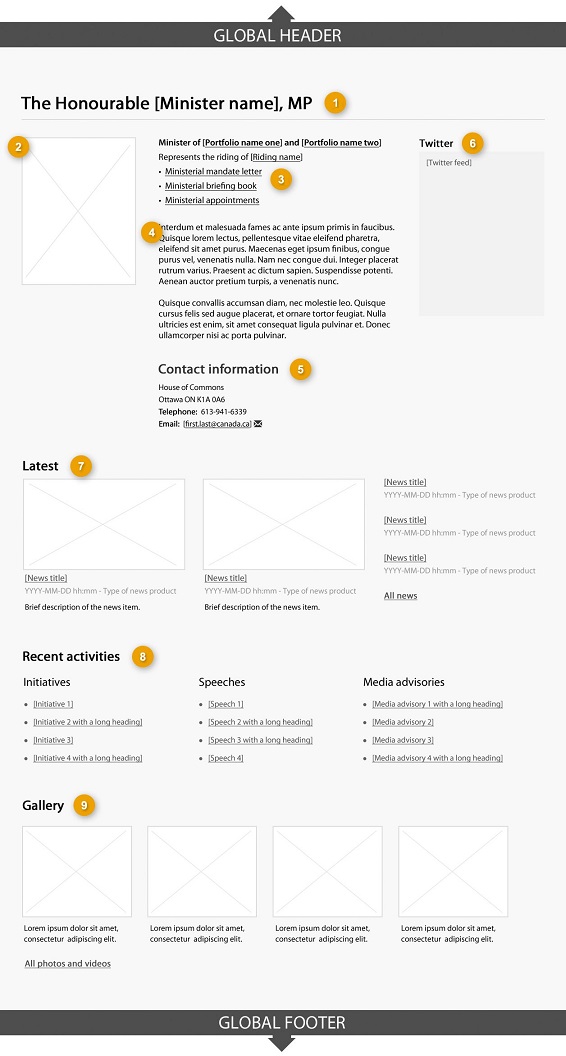 GLOBAL HEADER
The Honourable [Minister name], MP 1
2
Minister of [Portfolio name one] and [Portfolio name two]
Represents the riding of [Riding name]
• Ministerial mandate letter
• Ministerial briefing book
• Ministerial appointments
3
4
Interdum et malesuada fames ac ante ipsum primis in faucibus.
Quisque lorem lectus, pellentesque vitae eleifend pharetra,
eleifend sit amet purus. Maecenas eget ipsum finibus, congue
purus vel, venenatis nulla. Nam nec congue dui. Integer placerat
rutrum varius. Praesent ac dictum sapien. Suspendisse potenti.
Aenean auctor pretium turpis, a venenatis nunc.
Quisque convallis accumsan diam, nec molestie leo. Quisque
cursus felis sed augue placerat, et ornare tortor feugiat. Nulla
ultricies est enim, sit amet consequat ligula pulvinar et. Donec
ullamcorper nisi ac porta pulvinar.
Contact information 5
House of Commons
Ottawa ON K1A 0A6
Telephone: 613-941-6339
Email: [first.last@canada.ca]
Twitter 6
[Twitter feed]
Latest 7
[News title]
YYYY-MM-DD hh:mm - Type of news product
Brief description of the news item.
[News title]
YYYY-MM-DD hh:mm - Type of news product
Brief description of the news item.
[News title]
YYYY-MM-DD hh:mm - Type of news product
[News title]
YYYY-MM-DD hh:mm - Type of news product
[News title]
YYYY-MM-DD hh:mm - Type of news product
All news
Recent activities 8
Initiatives
• [Initiative 1]
• [Initiative 2 with a long heading]
• [Initiative 3]
• [Initiative 4 with a long heading]
Speeches
• [Speech 1]
• [Speech 2 with a long heading]
• [Speech 3 with a long heading]
• [Speech 4]
Media advisories
• [Media advisory 1 with a long heading]
• [Media advisory 2]
• [Media advisory 3]
• [Media advisory 4 with a long heading]
Gallery 9
Lorem ipsum dolor sit amet,
consectetur adipiscing elit.
Lorem ipsum dolor sit amet,
consectetur adipiscing elit.
Lorem ipsum dolor sit amet,
consectetur adipiscing elit.
Lorem ipsum dolor sit amet,
consectetur adipiscing elit.
All photos and videos
GLOBAL FOOTER